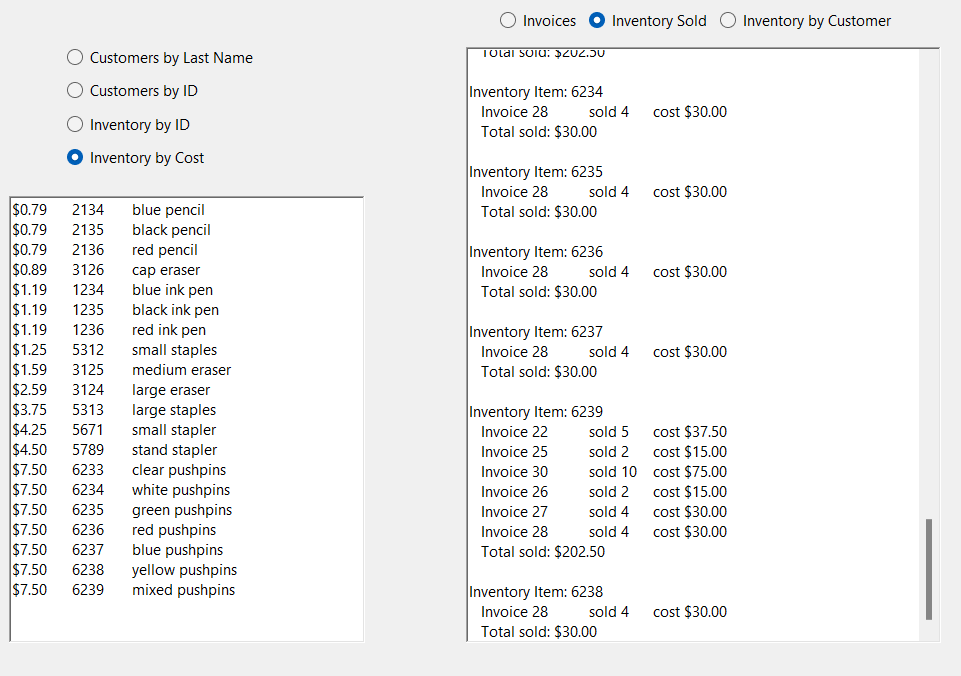 Invoices Inventory Sold Inventory by Customer
Customers by Last Name
Customers by ID
Inventory by ID
Inventory by Cost
$0.79 2134 blue pencil
$0.79 2135 black pencil
$0.79 2136 red pencil
$0.89 3126 cap eraser
$1.19 1234 blue ink pen
$1.19 1235 black ink pen
$1.19 1236 red ink pen
$1.25 5312 small staples
$1.59 3125 medium eraser
$2.59 3124 large eraser
$3.75 5313 large staples
$4.25 5671 small stapler
$4.50 5789 stand stapler
$7.50 6233 clear pushpins
$7.50 6234 white pushpins
$7.50 6235 green pushpins
$7.50 6236 red pushpins
$7.50 6237 blue pushpins
$7.50 6238 yellow pushpins
$7.50 6239 mixed pushpins
Total sold: $202.50
Inventory Item: 6234
Invoice 28 sold 4 cost $30.00
Total sold: $30.00
Inventory Item: 6235
Invoice 28 sold 4 cost $30.00
Total sold: $30.00
Inventory Item: 6236
Invoice 28 sold 4 cost $30.00
Total sold: $30.00
Inventory Item: 6237
Invoice 28 sold 4 cost $30.00
Total sold: $30.00
Inventory Item: 6239
Invoice 22 sold 5 cost $37.50
Invoice 25 sold 2 cost $15.00
Invoice 30 sold 10 cost $75.00
Invoice 26 sold 2 cost $15.00
Invoice 27 sold 4 cost $30.00
Invoice 28 sold 4 cost $30.00
Total sold: $202.50
Inventory Item: 6238
Invoice 28 sold 4 cost $30.00
Total sold: $30.00